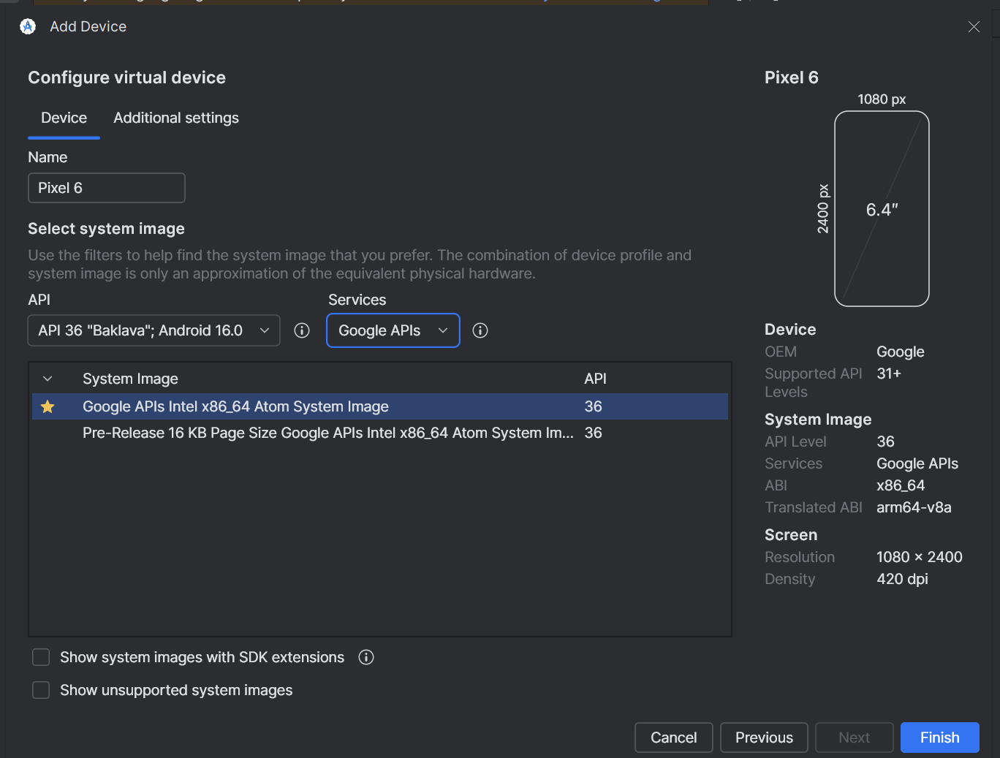 Add Device
Configure virtual device
Device
Additional settings
Name
Pixel 6
Select system image
Use the filters to help find the system image that you prefer. The combination of device profile and
system image is only an approximation of the equivalent physical hardware.
API
Services
API 36 "Baklava"; Android 16.0
Google APIs
System Image
API
Google APIs Intel x86_64 Atom System Image
36
Pre-Release 16 KB Page Size Google APIs Intel x86_64 Atom System Im...
36
Show system images with SDK extensions
Show unsupported system images
Pixel 6
1080 px
2400 px
6.4″
Device
OEM
Google
Supported API
Levels
31+
System Image
API Level
36
Services
Google APIs
ABI
x86_64
Translated ABI
arm64-v8a
Screen
Resolution
1080 × 2400
Density
420 dpi
Cancel
Previous
Next
Finish